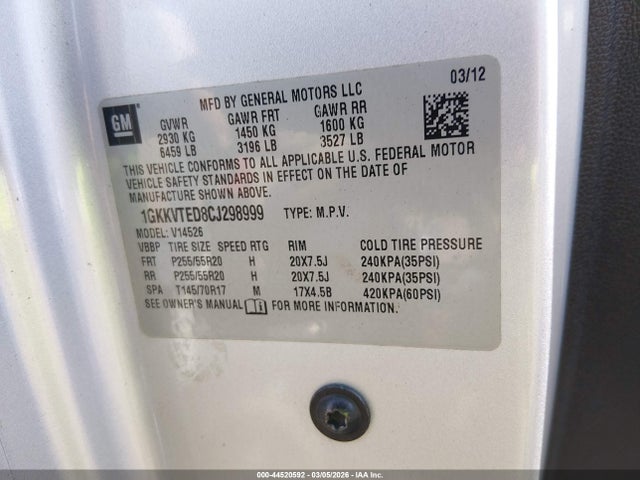 03/12
MFD BY GENERAL MOTORS LLC
GM
GVWR GAWR FRT GAWR RR
2930 KG 1450 KG 1600 KG
6459 LB 3196 LB 3527 LB
THIS VEHICLE CONFORMS TO ALL APPLICABLE U.S. FEDERAL MOTOR
VEHICLE SAFETY STANDARDS IN EFFECT ON THE DATE OF
MANUFACTURE SHOWN ABOVE.
1GKKVTED8CJ298999 TYPE: M.P.V.
MODEL: V14526
VBBP TIRE SIZE SPEED RTG RIM COLD TIRE PRESSURE
FRT P255/55R20 H 20X7.5J 240KPA(35PSI)
RR P255/55R20 H 20X7.5J 240KPA(35PSI)
SPA T145/70R17 M 17X4.5B 420KPA(60PSI)
SEE OWNER'S MANUAL FOR MORE INFORMATION.
000-44520592 - 03/05/2026 - IAA Inc.